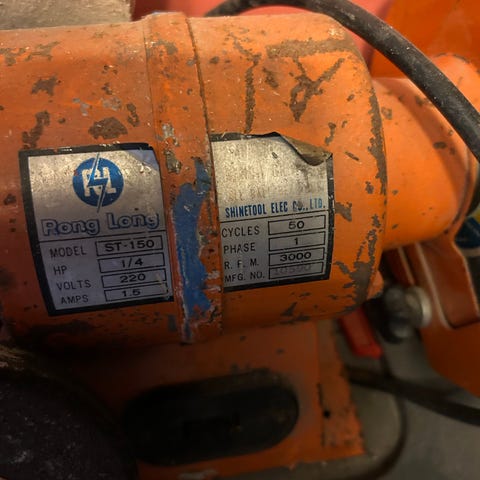 Rong Long
MODEL ST-150
HP 1/4
VOLTS 220
AMPS 1.5
SHINETOOL ELEC CO.,LTD.
CYCLES 50
PHASE 1
R. P. M. 3000
MFG. NO.